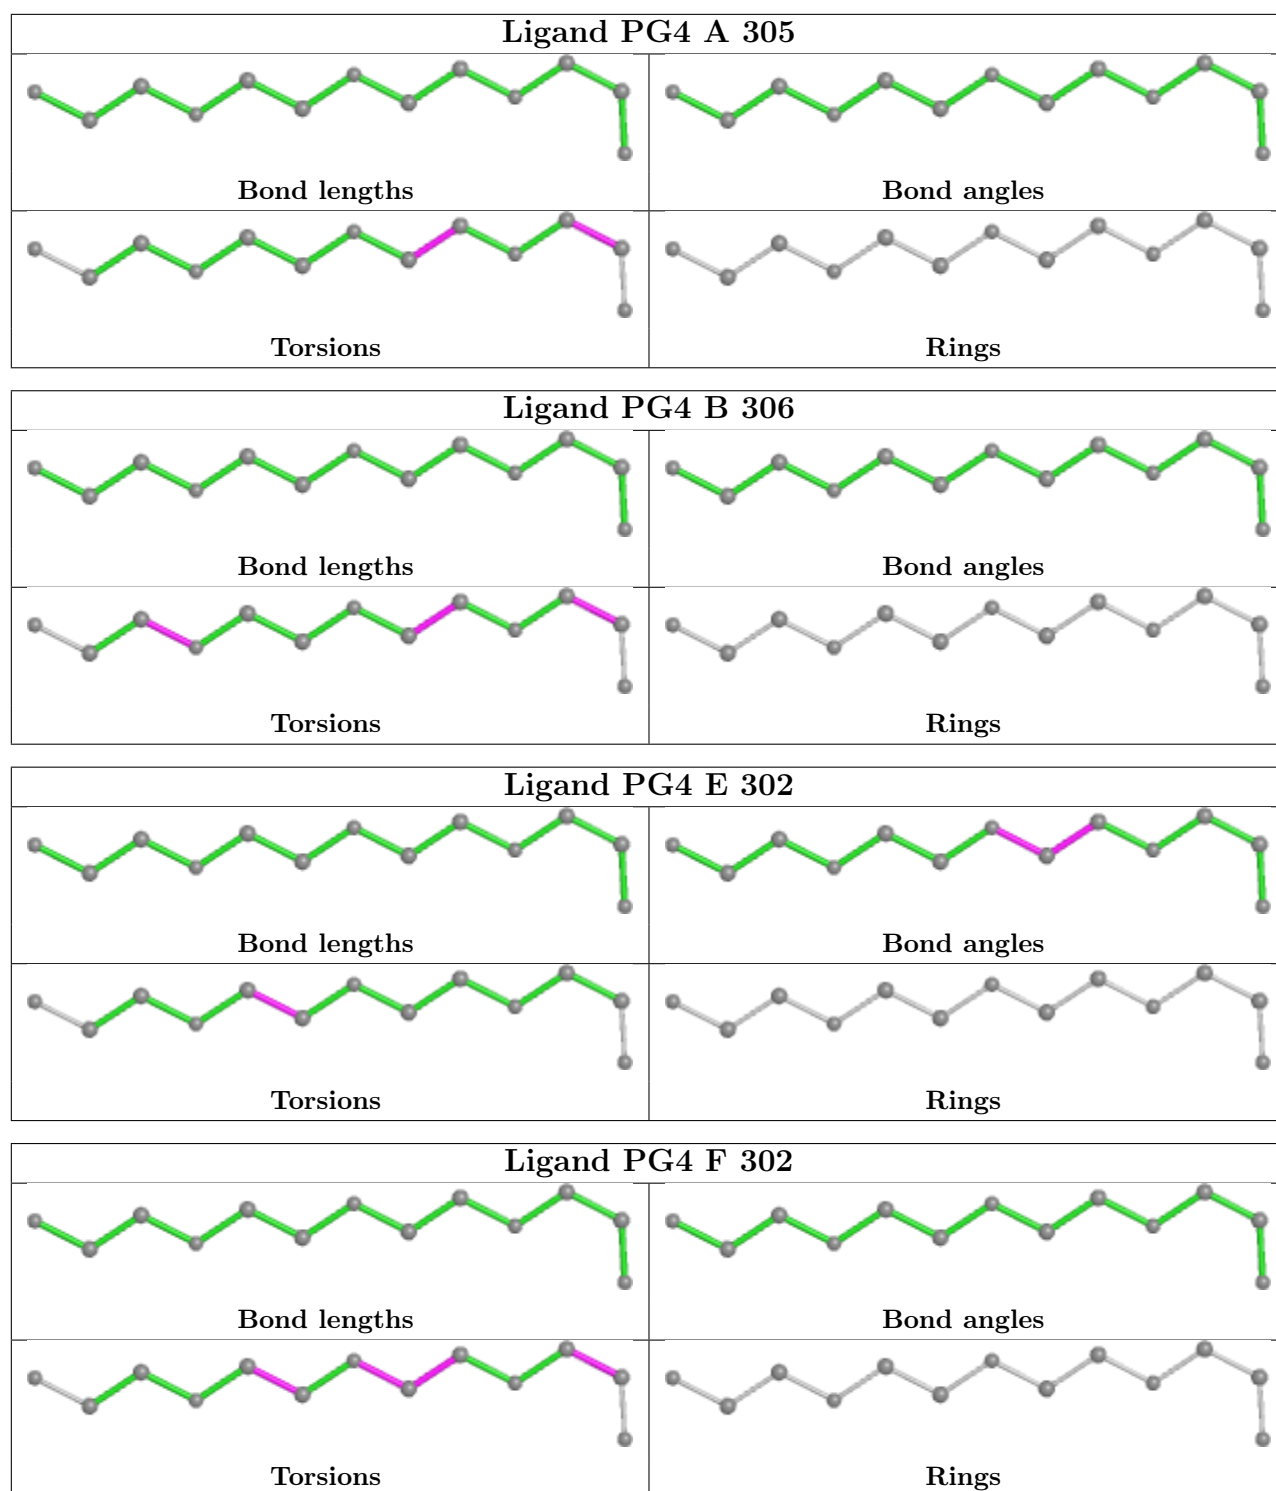 Ligand PG4 A 305
Bond lengths
Bond angles
Torsions
Rings
Ligand PG4 B 306
Bond lengths
Bond angles
Torsions
Rings
Ligand PG4 E 302
Bond lengths
Bond angles
Torsions
Rings
Ligand PG4 F 302
Bond lengths
Bond angles
Torsions
Rings